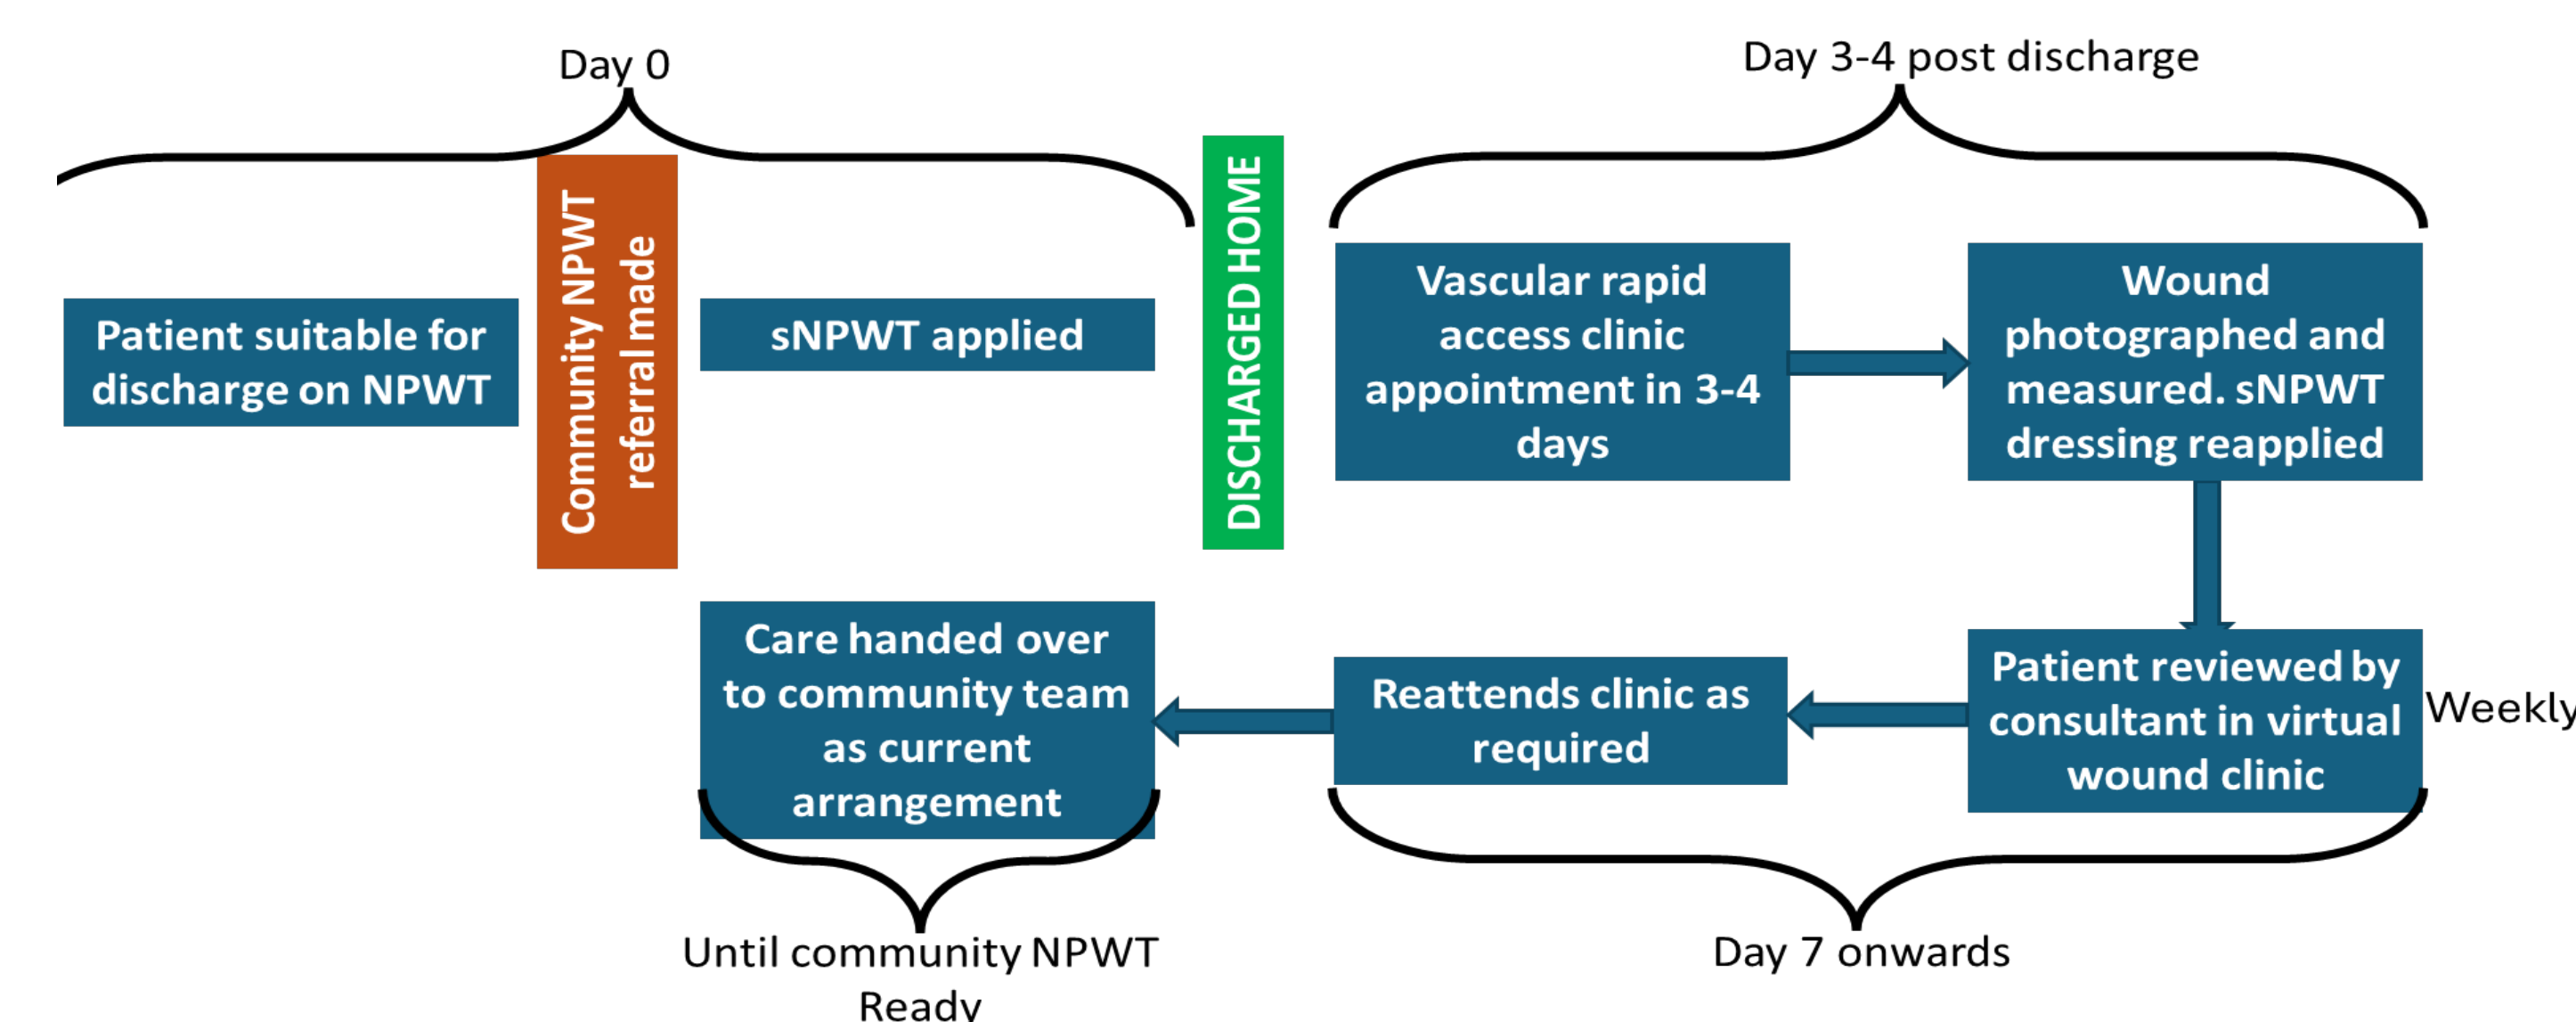 Day 0
Day 3-4 post discharge
Patient suitable for
discharge on NPWT
Community NPWT
referral made
sNPWT applied
DISCHARGED HOME
Vascular rapid
access clinic
appointment in 3-4
days
Wound
photographed and
measured. sNPWT
dressing reapplied
Patient reviewed by
consultant in virtual
wound clinic
Weekly
Reattends clinic as
required
Care handed over
to community team
as current
arrangement
Until community NPWT
Ready
Day 7 onwards